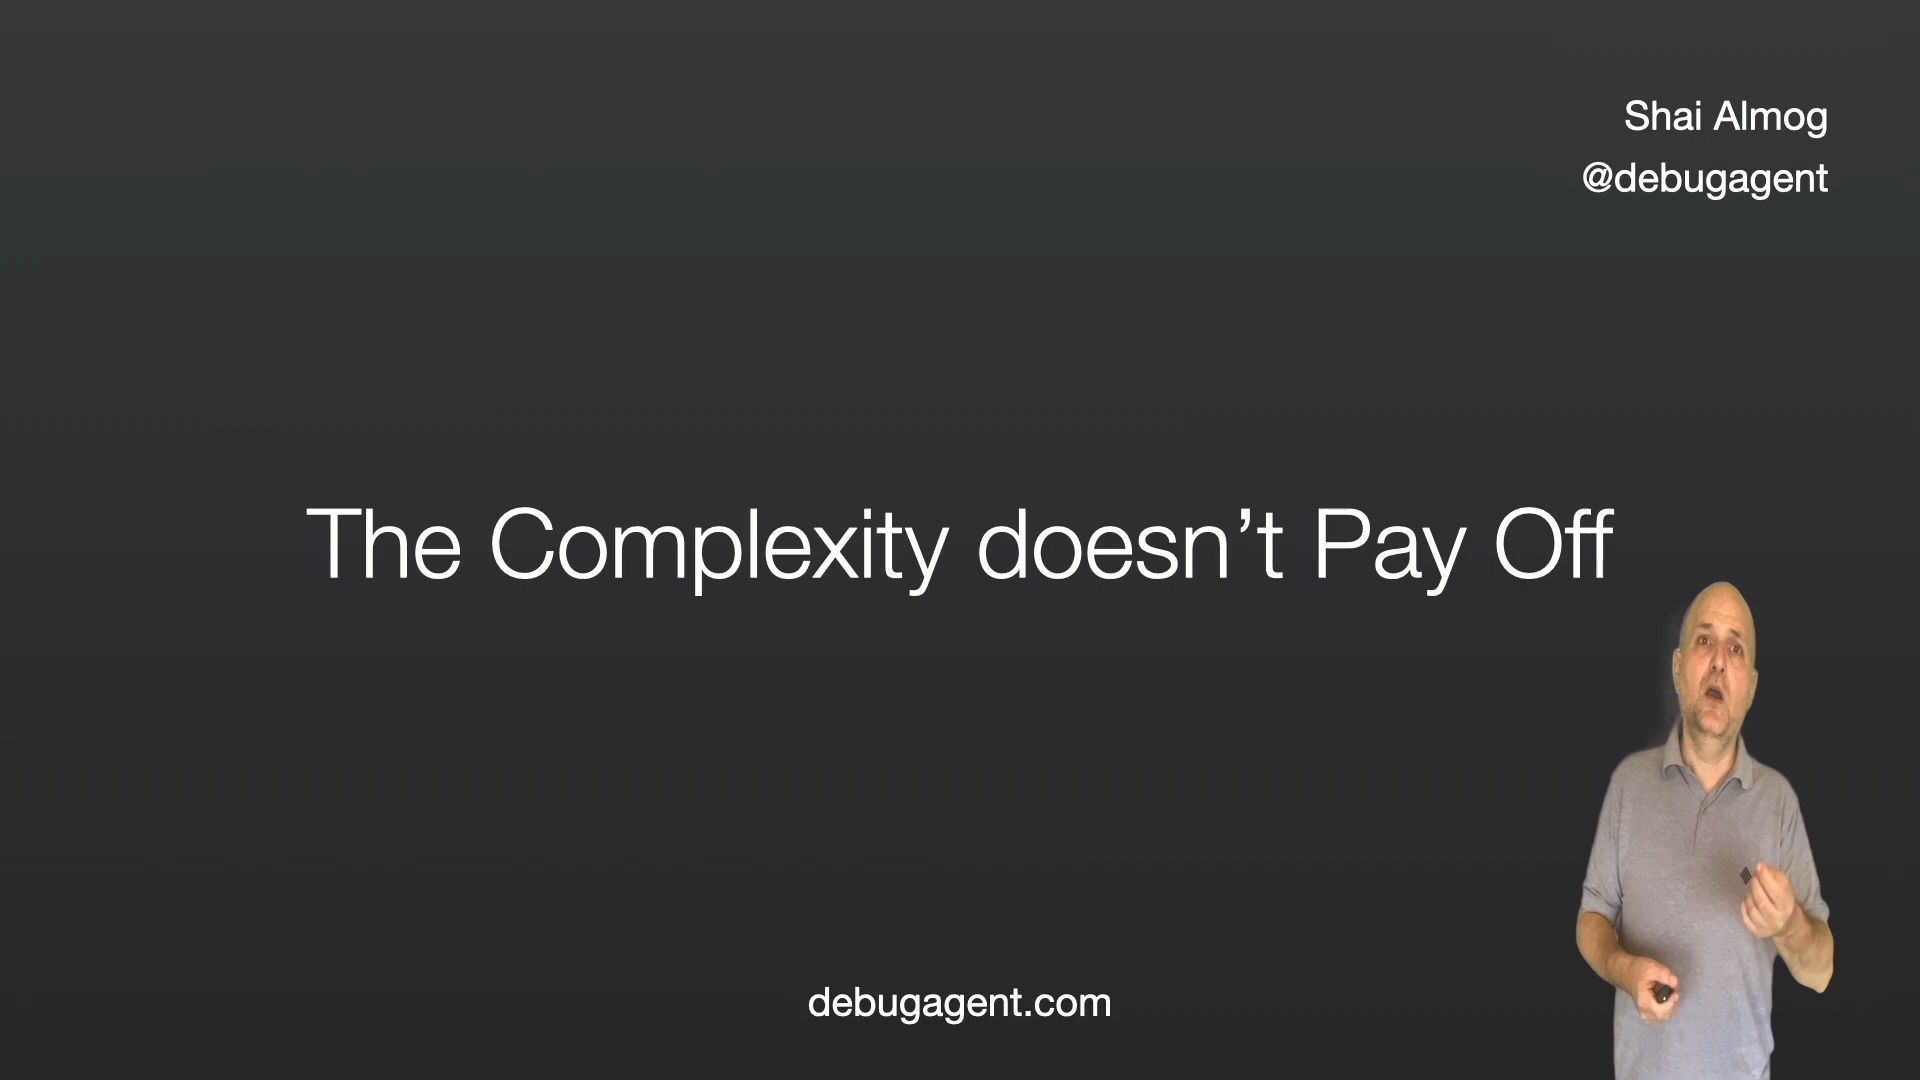 Shai Almog
@debugagent
The Complexity doesn’t Pay Off
debugagent.com